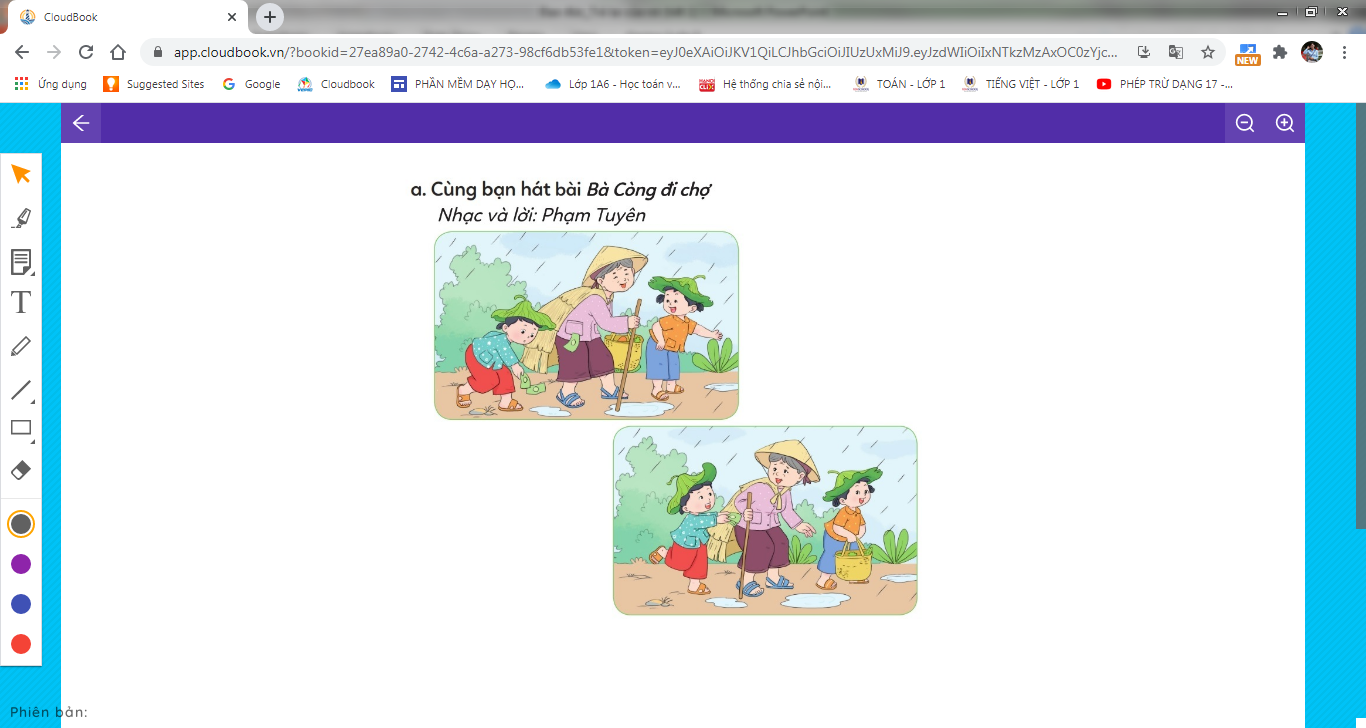 CloudBook
app.cloudbook.vn/?bookid=27ea89a0-2742-4c6a-a273-98cf6db53fe1&token=eyJ0eXAiOiJKV1QiLCJhbGciOiJIUzUxMiJ9.eyJzdWIiOiIxNTkzMzAxOC0zYjc...
NEW
Ứng dụng Suggested Sites Google Cloudbook PHẦN MỀM DẠY HỌ... Lớp 1A6 - Học toán v... Hệ thống chia sẻ nội... TOÁN - LỚP 1 TIẾNG VIỆT - LỚP 1 PHÉP TRỪ DẠNG 17 -...
a. Cùng bạn hát bài Bà Còng đi chợ
Nhạc và lời: Phạm Tuyên
T
Phiên bản: